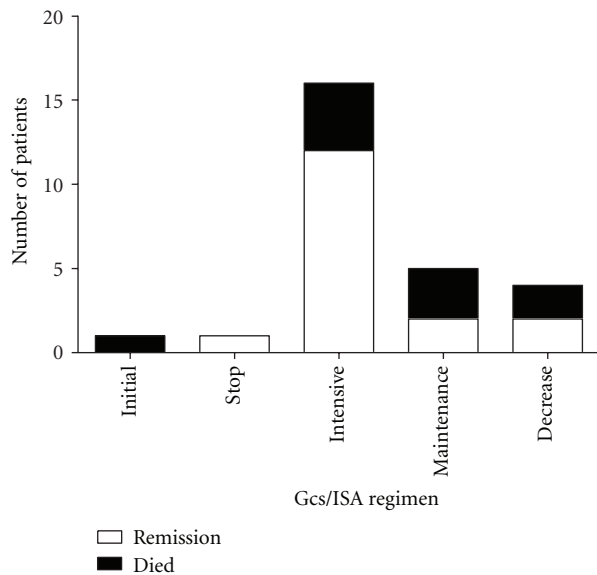 20
15
10
5
0
Number of patients
Initial
Stop
Intensive
Maintenance
Decrease
Gcs/ISA regimen
Remission
Died